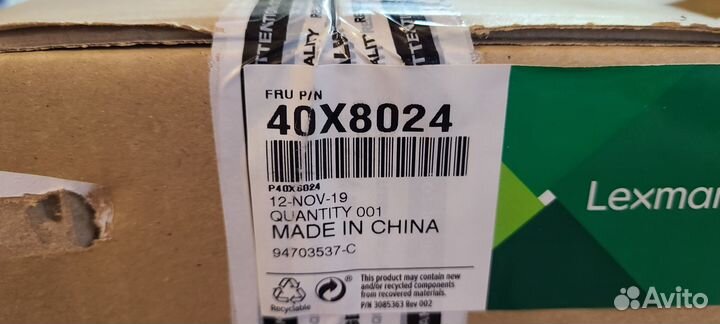 FRU P/N
40X8024
P40X8024
12-NOV-19
QUANTITY 001
MADE IN CHINA
94703537-C
Recyclable
This product may contain new
and/or recycled components
from recovered materials.
P/N 3085363 Rev 002
Lexmar
Avito